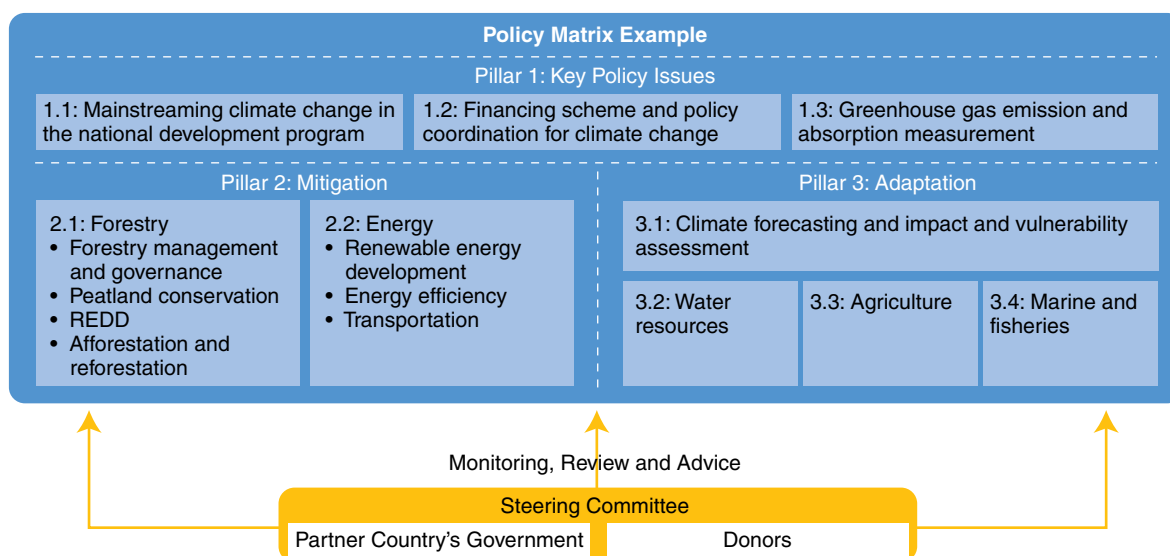 Policy Matrix Example
Pillar 1: Key Policy Issues
1.1: Mainstreaming climate change in
the national development program
1.2: Financing scheme and policy
coordination for climate change
1.3: Greenhouse gas emission and
absorption measurement
Pillar 2: Mitigation
2.1: Forestry
• Forestry management
and governance
• Peatland conservation
• REDD
• Afforestation and
reforestation
2.2: Energy
• Renewable energy
development
• Energy efficiency
• Transportation
Pillar 3: Adaptation
3.1: Climate forecasting and impact and vulnerability
assessment
3.2: Water
resources
3.3: Agriculture
3.4: Marine and
fisheries
Monitoring, Review and Advice
Steering Committee
Partner Country’s Government
Donors